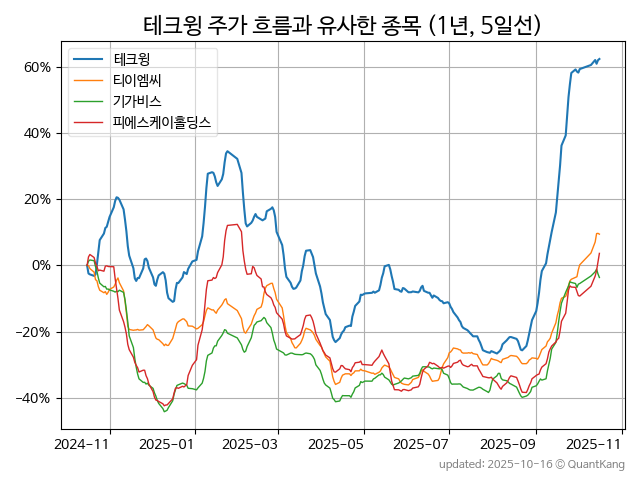 테크윙 주가 흐름과 유사한 종목 (1년, 5일선)
테크윙
티이엠씨
기가비스
피에스케이홀딩스
60%
40%
20%
0%
−20%
−40%
2024-11 2025-01 2025-03 2025-05 2025-07 2025-09 2025-11
updated: 2025-10-16 © QuantKang